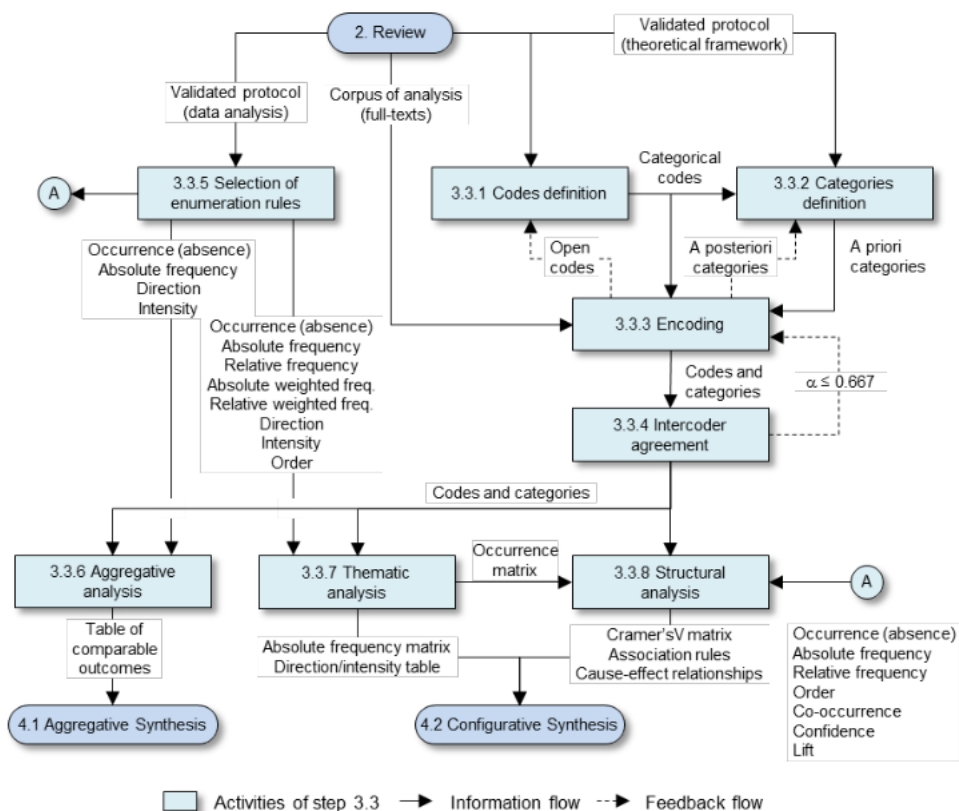 2. Review
Validated protocol
(theoretical framework)
Validated protocol
(data analysis)
Corpus of analysis
(full-texts)
A
3.3.5 Selection of
enumeration rules
3.3.1 Codes definition
Categorical
codes
3.3.2 Categories
definition
Occurrence (absence)
Absolute frequency
Direction
Intensity
Open
codes
A posteriori
categories
A priori
categories
3.3.3 Encoding
Occurrence (absence)
Absolute frequency
Relative frequency
Absolute weighted freq.
Relative weighted freq.
Direction
Intensity
Order
Codes and
categories
α ≤ 0.667
3.3.4 Intercoder
agreement
Codes and categories
3.3.6 Aggregative
analysis
3.3.7 Thematic
analysis
Occurrence
matrix
3.3.8 Structural
analysis
A
Table of
comparable
outcomes
Absolute frequency matrix
Direction/intensity table
Cramer'sV matrix
Association rules
Cause-effect relationships
Occurrence (absence)
Absolute frequency
Relative frequency
Order
Co-occurrence
Confidence
Lift
4.1 Aggregative Synthesis
4.2 Configurative Synthesis
Activities of step 3.3
Information flow
Feedback flow